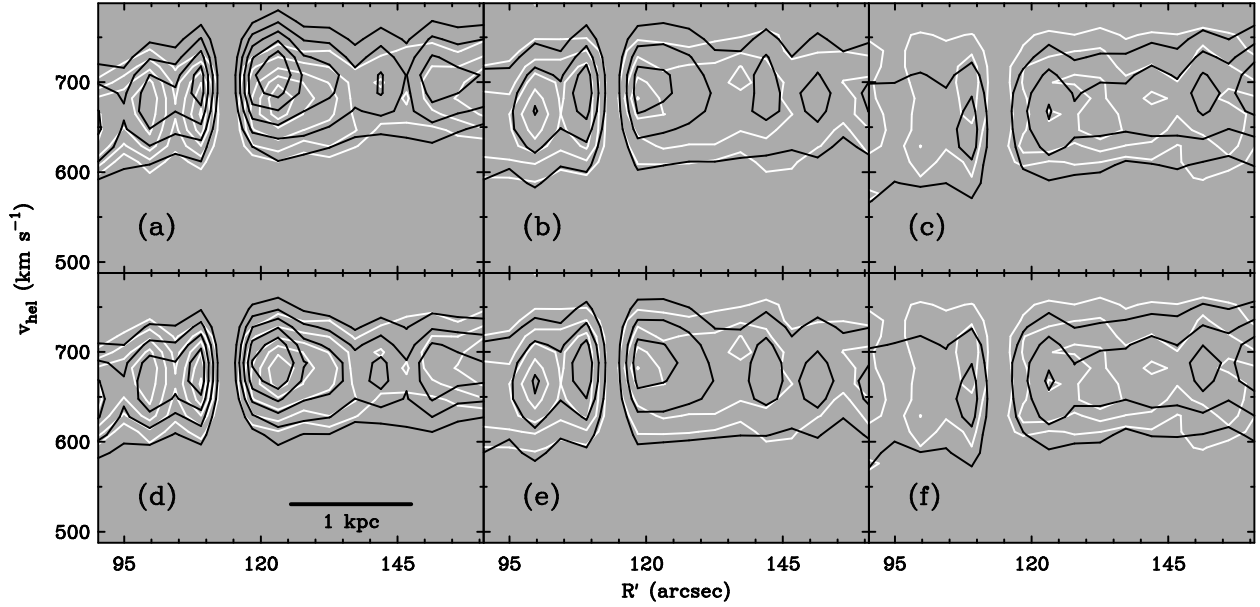 700
600
500
(a)
(b)
(c)
v_hel (km s⁻¹)
700
600
500
(d)
1 kpc
(e)
(f)
95 120 145 95 120 145 95 120 145
R' (arcsec)